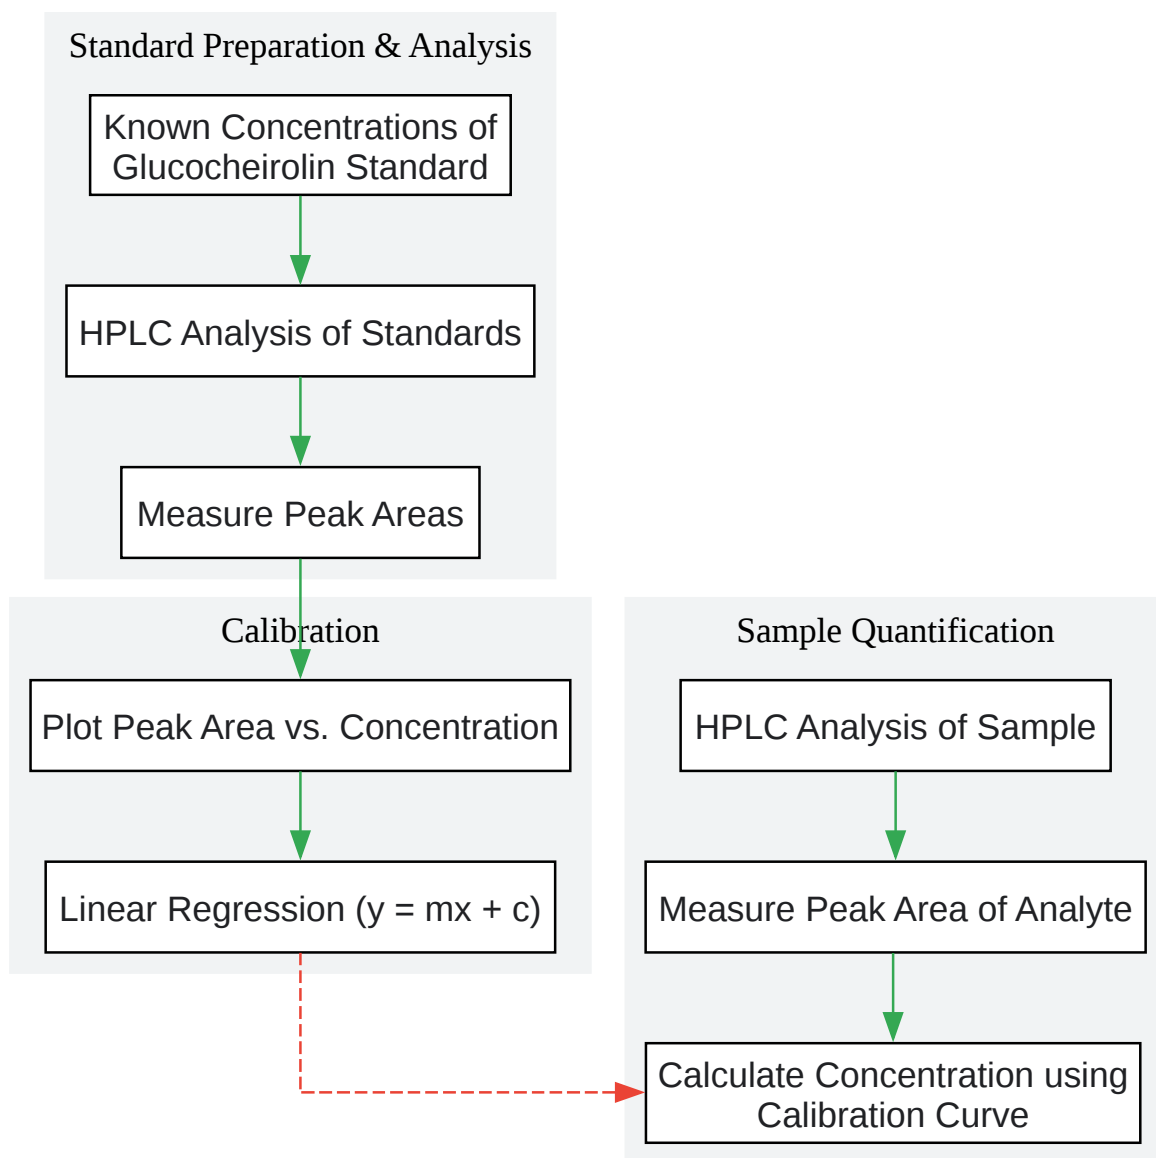 Standard Preparation & Analysis
Known Concentrations of
Glucocheirolin Standard
HPLC Analysis of Standards
Measure Peak Areas
Calibration
Plot Peak Area vs. Concentration
Linear Regression (y = mx + c)
Sample Quantification
HPLC Analysis of Sample
Measure Peak Area of Analyte
Calculate Concentration using
Calibration Curve